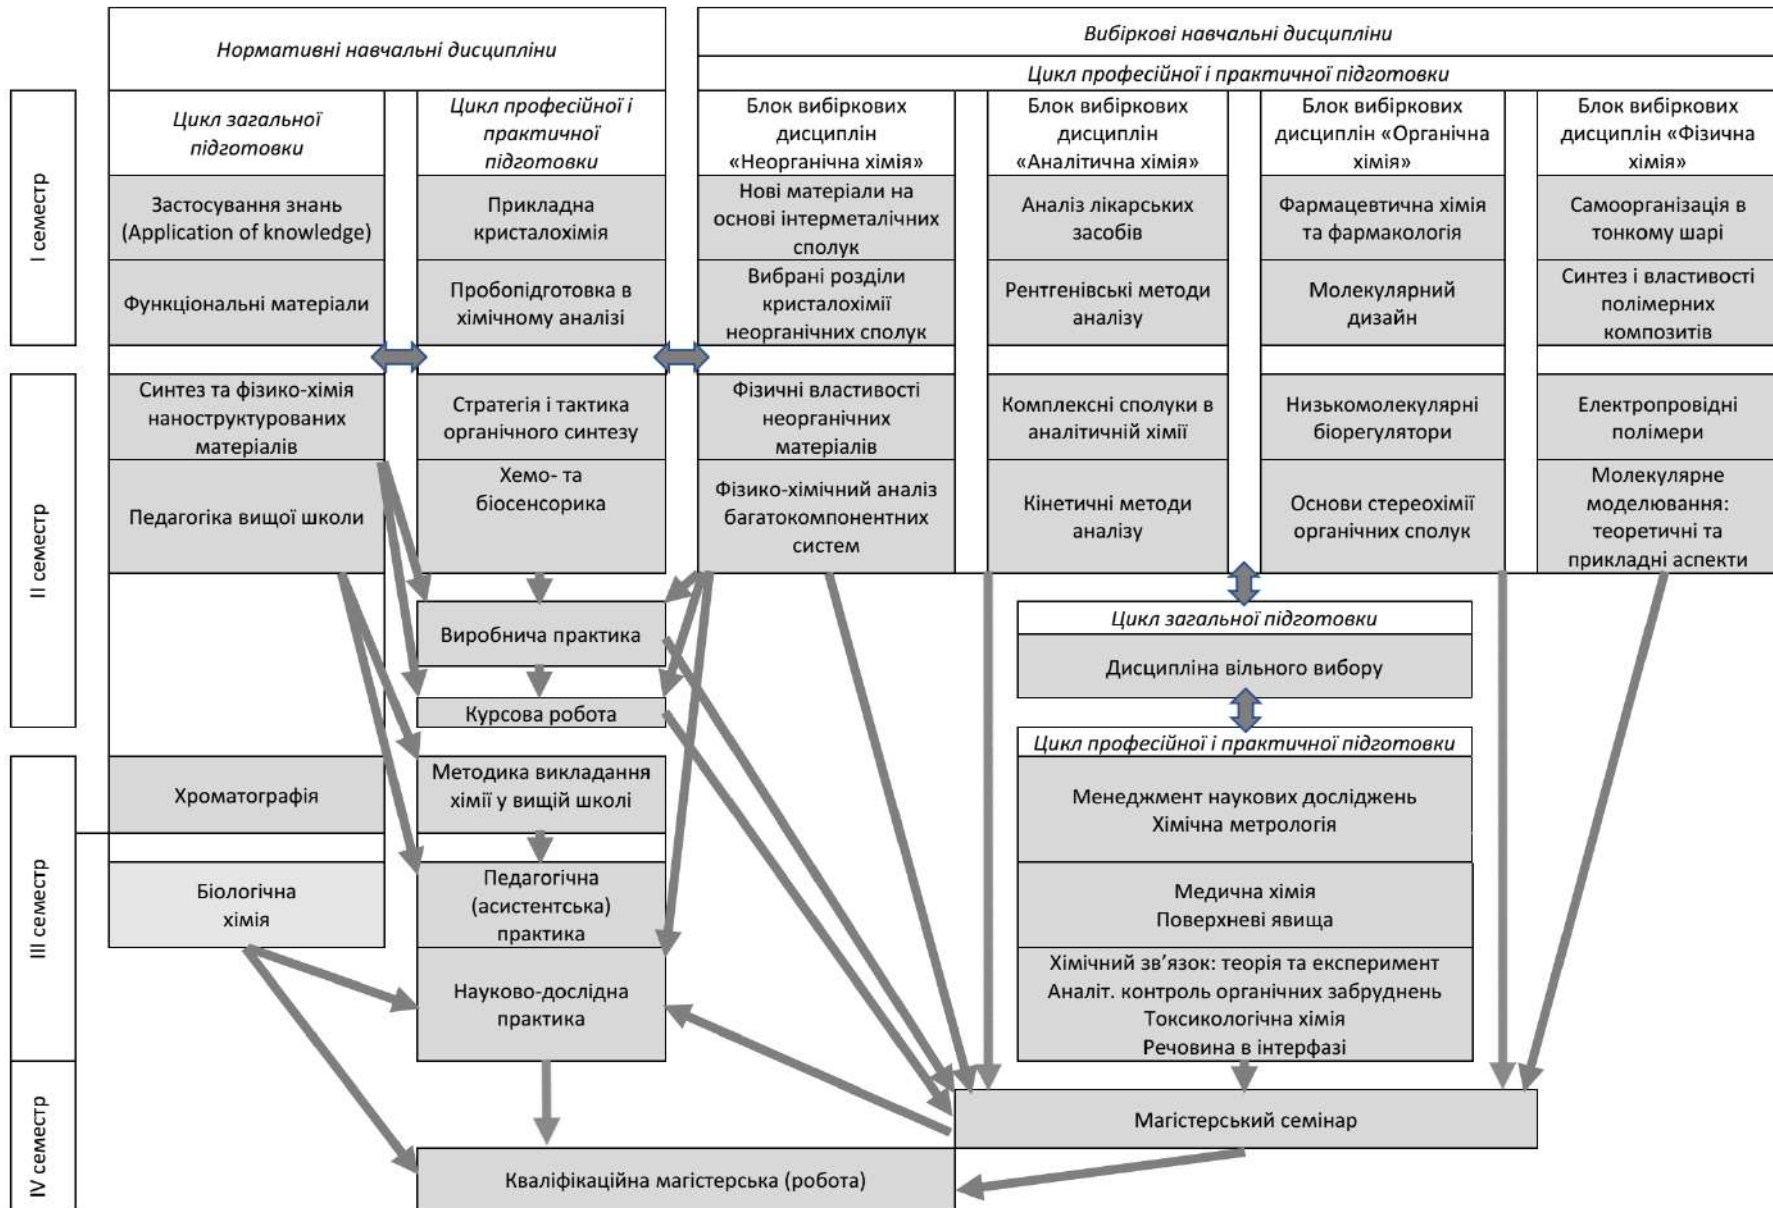 Нормативні навчальні дисципліни
Вибіркові навчальні дисципліни
Цикл професійної і практичної підготовки
I семестр
Цикл загальної
підготовки
Цикл професійної і
практичної
підготовки
Блок вибіркових
дисциплін
«Неорганічна хімія»
Блок вибіркових
дисциплін
«Аналітична хімія»
Блок вибіркових
дисциплін «Органічна
хімія»
Блок вибіркових
дисциплін «Фізична
хімія»
Застосування знань
(Application of knowledge)
Прикладна
кристалохімія
Нові матеріали на
основі інтерметалічних
сполук
Аналіз лікарських
засобів
Фармацевтична хімія
та фармакологія
Самоорганізація в
тонкому шарі
Функціональні матеріали
Пробопідготовка в
хімічному аналізі
Вибрані розділи
кристалохімії
неорганічних сполук
Рентгенівські методи
аналізу
Молекулярний
дизайн
Синтез і властивості
полімерних
композитів
II семестр
Синтез та фізико-хімія
наноструктурованих
матеріалів
Стратегія і тактика
органічного синтезу
Фізичні властивості
неорганічних
матеріалів
Комплексні сполуки в
аналітичній хімії
Низькомолекулярні
біорегулятори
Електропровідні
полімери
Педагогіка вищої школи
Хемо- та
біосенсорика
Фізико-хімічний аналіз
багатокомпонентних
систем
Кінетичні методи
аналізу
Основи стереохімії
органічних сполук
Молекулярне
моделювання:
теоретичні та
прикладні аспекти
Виробнича практика
Цикл загальної підготовки
Дисципліна вільного вибору
Курсова робота
Цикл професійної і практичної підготовки
III семестр
Хроматографія
Методика викладання
хімії у вищій школі
Менеджмент наукових досліджень
Хімічна метрологія
Біологічна
хімія
Педагогічна
(асистентська)
практика
Медична хімія
Поверхневі явища
Науково-дослідна
практика
Хімічний зв’язок: теорія та експеримент
Аналіт. контроль органічних забруднень
Токсикологічна хімія
Речовина в інтерфазі
IV семестр
Магістерський семінар
Кваліфікаційна магістерська (робота)